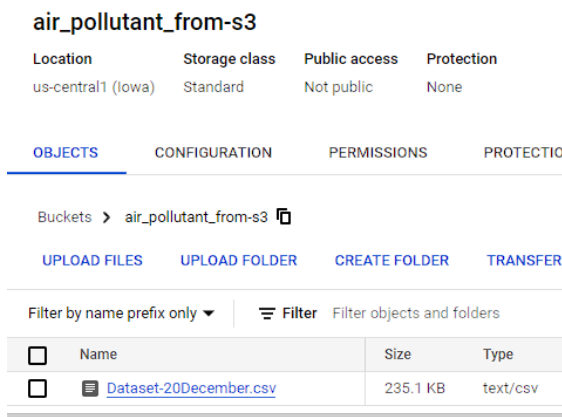 air_pollutant_from-s3
Location Storage class Public access Protection
us-central1 (Iowa) Standard Not public None
OBJECTS CONFIGURATION PERMISSIONS PROTECTIO
Buckets > air_pollutant_from-s3
UPLOAD FILES UPLOAD FOLDER CREATE FOLDER TRANSFER
Filter by name prefix only Filter Filter objects and folders
Name Size Type
Dataset-20December.csv 235.1 KB text/csv